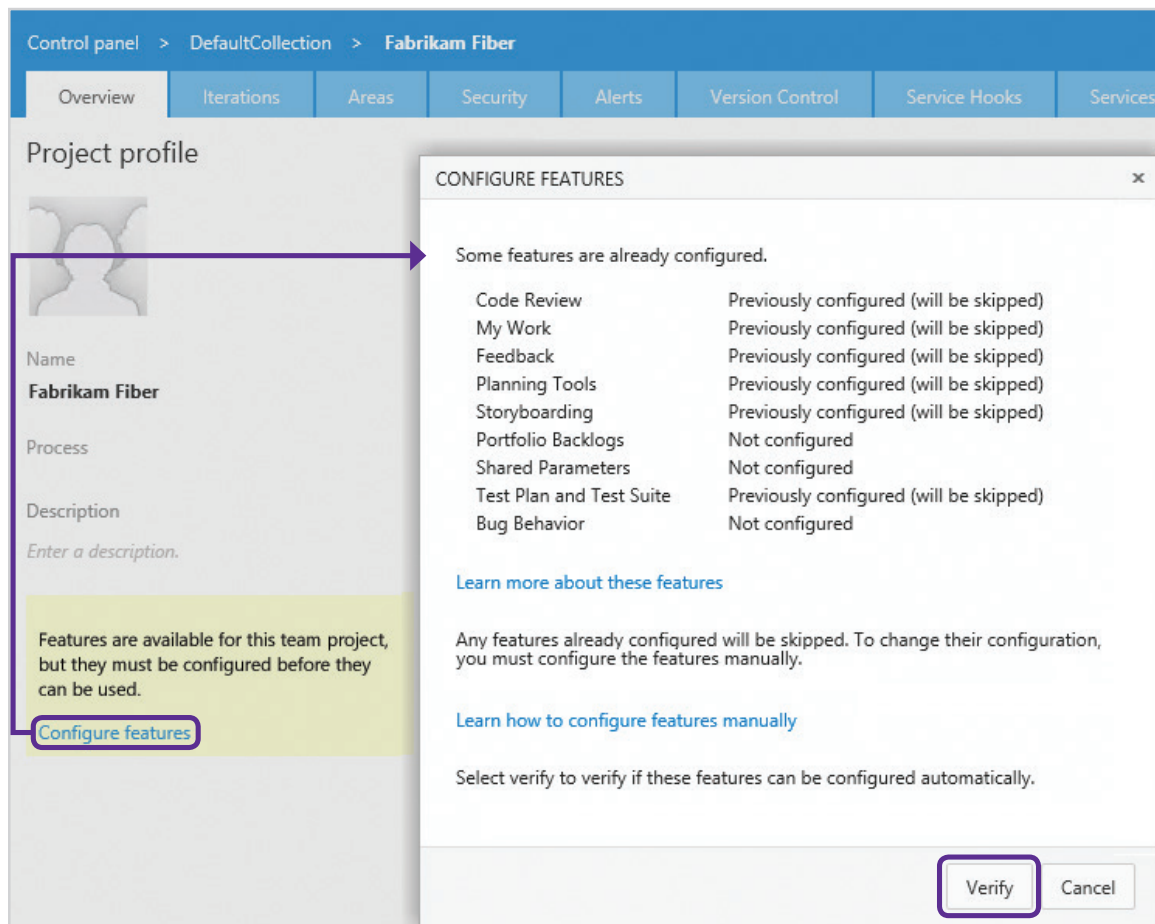 Control panel > DefaultCollection > Fabrikam Fiber
Overview Iterations Areas Security Alerts Version Control Service Hooks Services
Project profile
Name
Fabrikam Fiber
Process
Description
Enter a description.
Features are available for this team project,
but they must be configured before they
can be used.
Configure features
CONFIGURE FEATURES ×
Some features are already configured.
Code Review Previously configured (will be skipped)
My Work Previously configured (will be skipped)
Feedback Previously configured (will be skipped)
Planning Tools Previously configured (will be skipped)
Storyboarding Previously configured (will be skipped)
Portfolio Backlogs Not configured
Shared Parameters Not configured
Test Plan and Test Suite Previously configured (will be skipped)
Bug Behavior Not configured
Learn more about these features
Any features already configured will be skipped. To change their configuration,
you must configure the features manually.
Learn how to configure features manually
Select verify to verify if these features can be configured automatically.
Verify Cancel